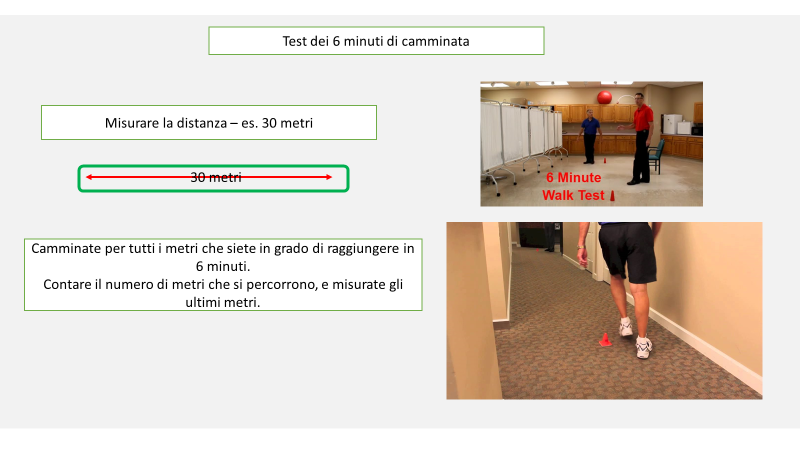 Test dei 6 minuti di camminata
Misurare la distanza – es. 30 metri
30 metri
6 Minute
Walk Test
Camminate per tutti i metri che siete in grado di raggiungere in
6 minuti.
Contare il numero di metri che si percorrono, e misurate gli
ultimi metri.